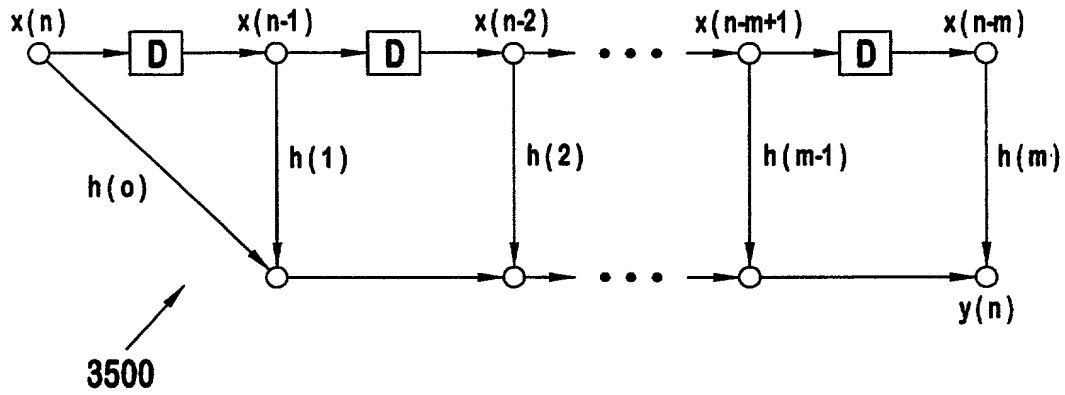 x(n) x(n-1) x(n-2) x(n-m+1) x(n-m)
D D D
h(o) h(1) h(2) h(m-1) h(m)
y(n)
3500